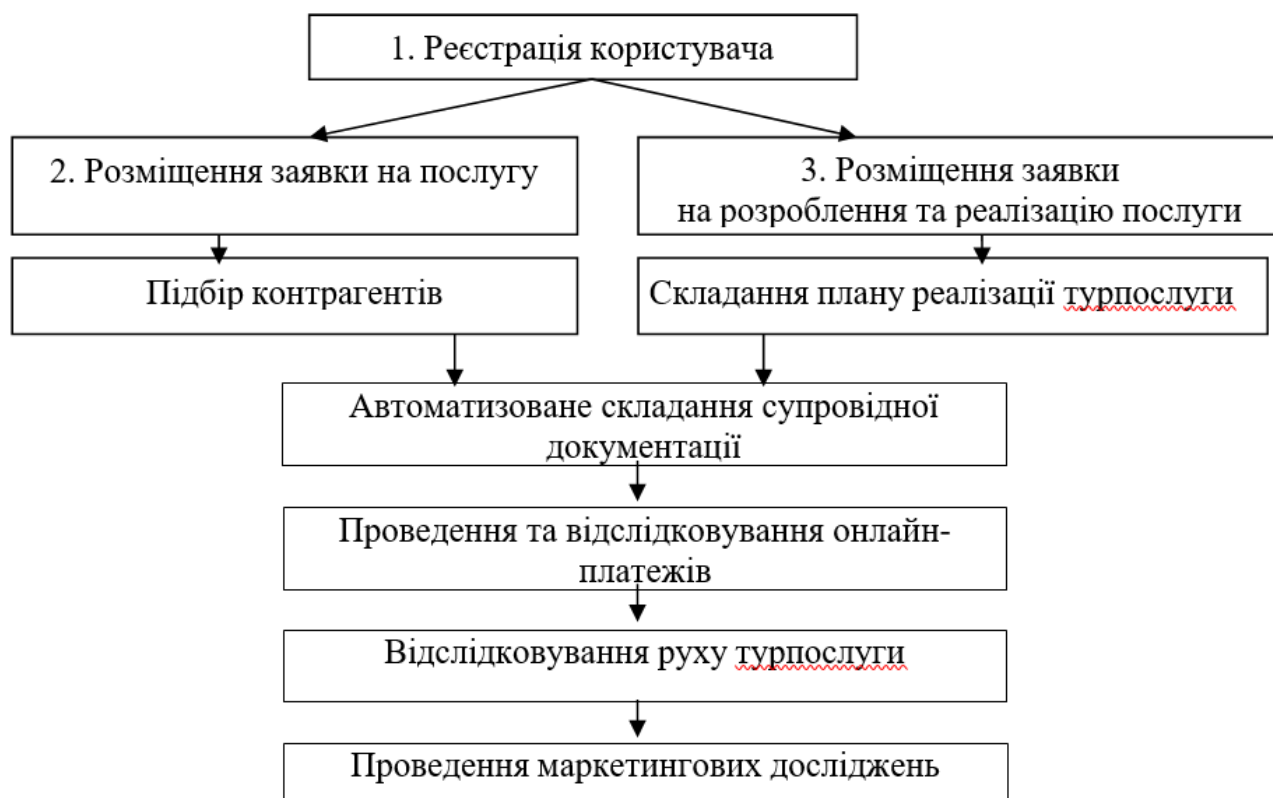 1. Реєстрація користувача
2. Розміщення заявки на послугу
3. Розміщення заявки
на розроблення та реалізацію послуги
Підбір контрагентів
Складання плану реалізації турпослуги
Автоматизоване складання супровідної
документації
Проведення та відслідковування онлайн-
платежів
Відслідковування руху турпослуги
Проведення маркетингових досліджень